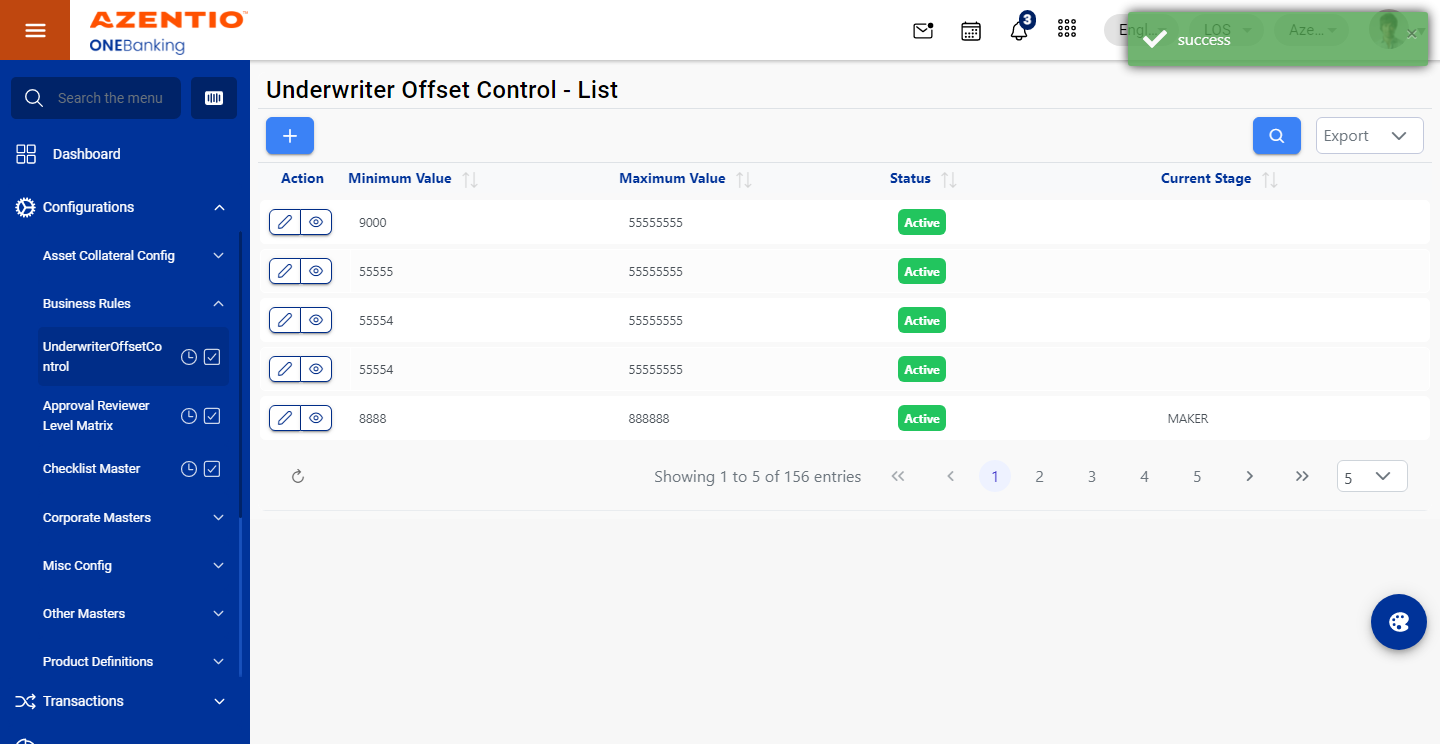 AZENTIO™
ONEBanking
3
Engl...
LOS
Aze...
success
Search the menu
Dashboard
Configurations
Asset Collateral Config
Business Rules
UnderwriterOffsetCo
ntrol
Approval Reviewer
Level Matrix
Checklist Master
Corporate Masters
Misc Config
Other Masters
Product Definitions
Transactions
Underwriter Offset Control - List
Export
Action Minimum Value Maximum Value Status Current Stage
9000 55555555 Active
55555 55555555 Active
55554 55555555 Active
55554 55555555 Active
8888 888888 Active MAKER
Showing 1 to 5 of 156 entries 1 2 3 4 5 5